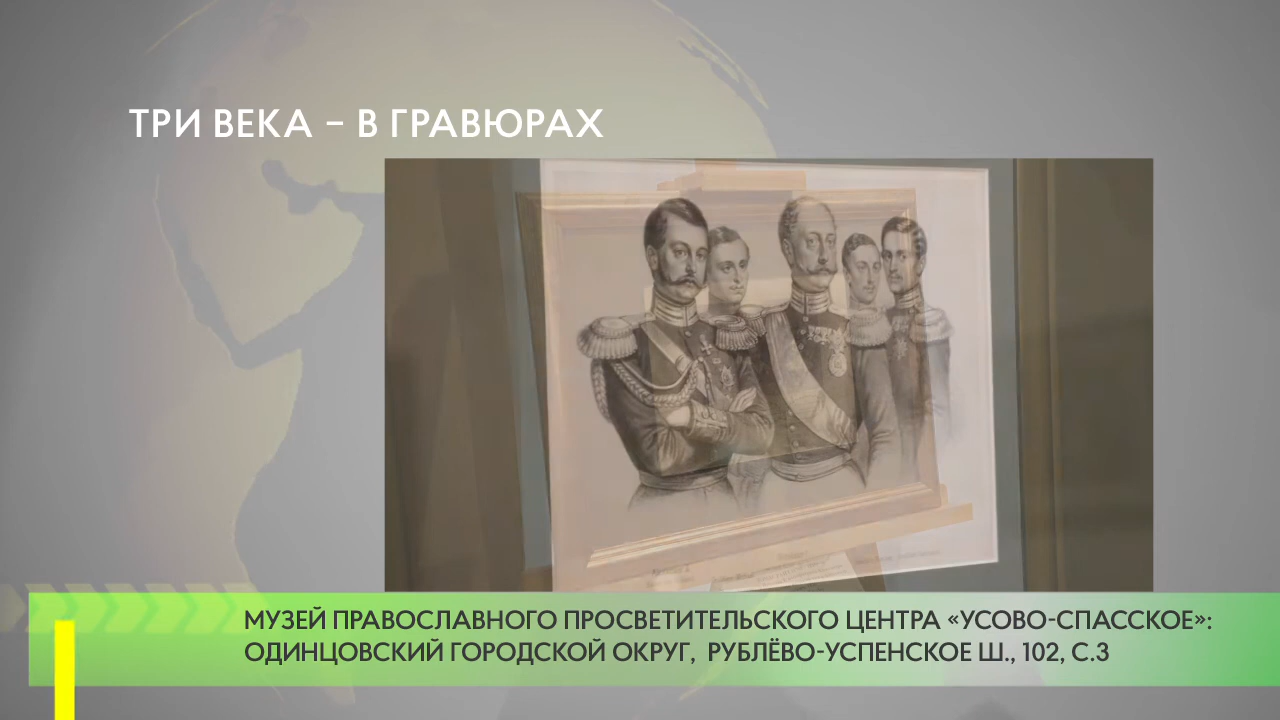 ТРИ ВЕКА – В ГРАВЮРАХ
МУЗЕЙ ПРАВОСЛАВНОГО ПРОСВЕТИТЕЛЬСКОГО ЦЕНТРА «УСОВО-СПАССКОЕ»:
ОДИНЦОВСКИЙ ГОРОДСКОЙ ОКРУГ, РУБЛЁВО-УСПЕНСКОЕ Ш., 102, С.3